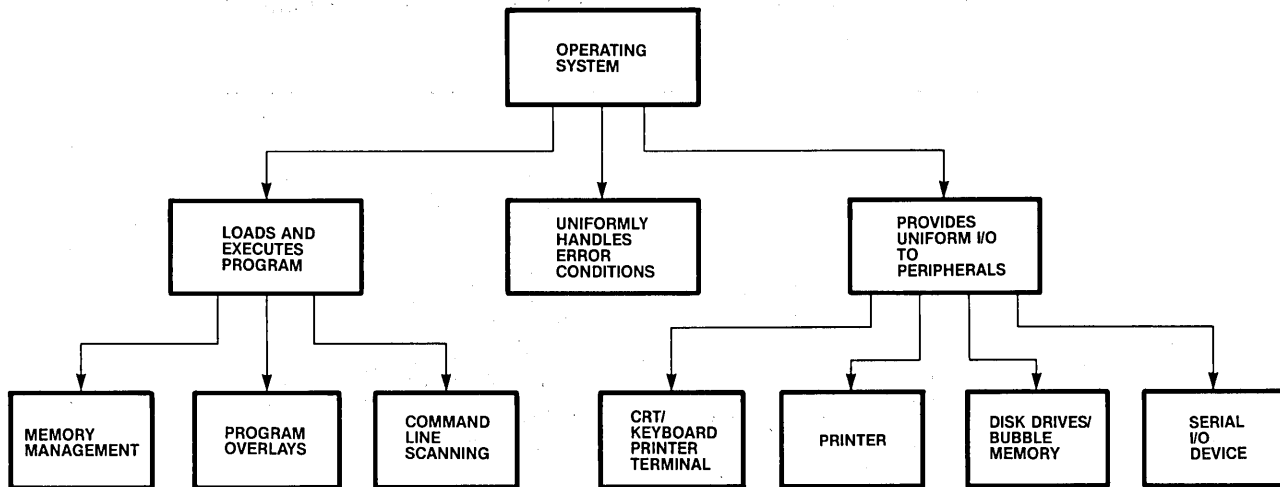 OPERATING
SYSTEM
LOADS AND
EXECUTES
PROGRAM
UNIFORMLY
HANDLES
ERROR
CONDITIONS
PROVIDES
UNIFORM I/O
TO
PERIPHERALS
MEMORY
MANAGEMENT
PROGRAM
OVERLAYS
COMMAND
LINE
SCANNING
CRT/
KEYBOARD
PRINTER
TERMINAL
PRINTER
DISK DRIVES/
BUBBLE
MEMORY
SERIAL
I/O
DEVICE